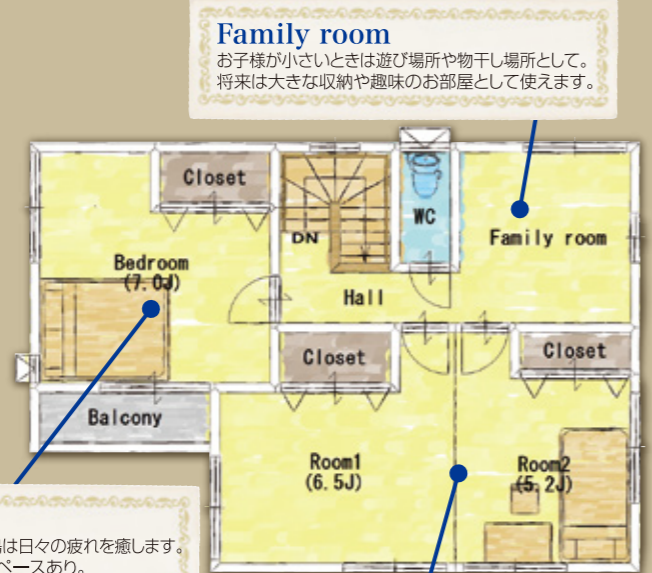 Family room
お子様が小さいときは遊び場所や物干し場所として。
将来は大きな収納や趣味のお部屋として使えます。
Closet
WC
DN
Family room
Bedroom
(7.0J)
Hall
Closet
Closet
Balcony
Room1
(6.5J)
Room2
(5.2J)
は日々の疲れを癒します。
ペースあり。